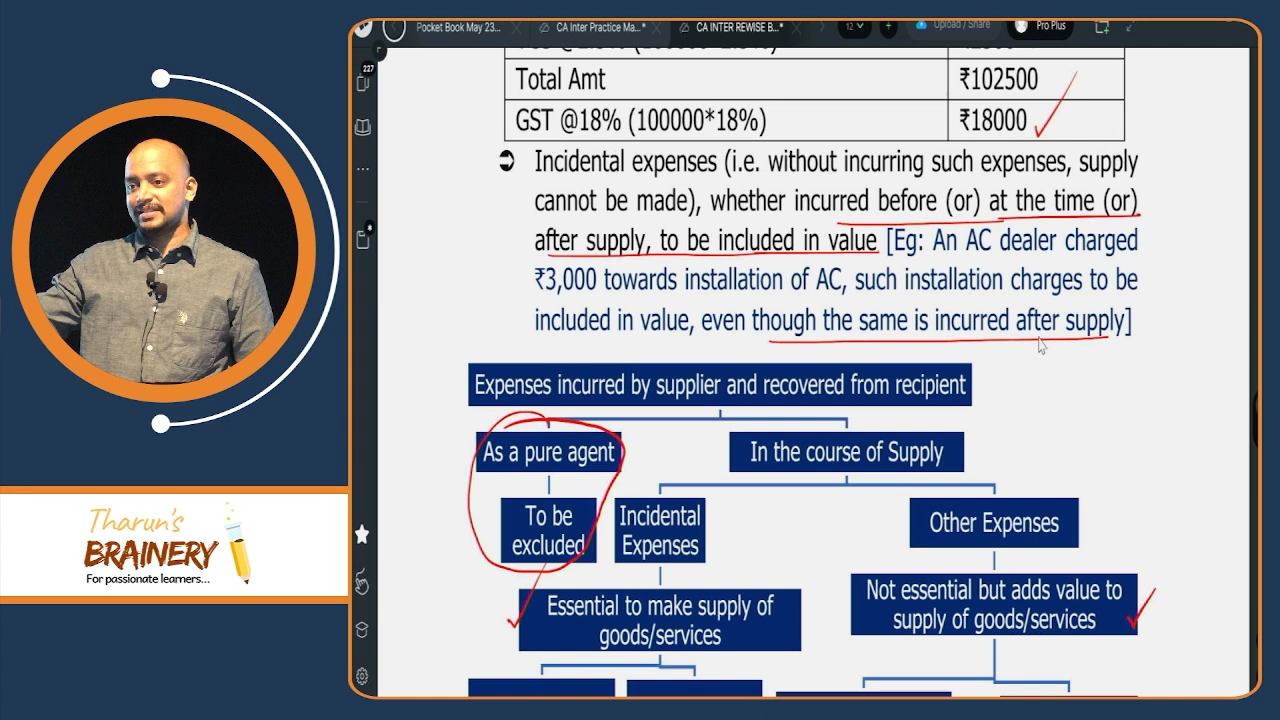 Pocket Book May 23...
CA Inter Practice Ma...*
CA INTER REWISE B...*
12
Upload / Share
Pro Plus
227
Total Amt
₹102500
GST @18% (100000*18%)
₹18000
➲ Incidental expenses (i.e. without incurring such expenses, supply
cannot be made), whether incurred before (or) at the time (or)
after supply, to be included in value [Eg: An AC dealer charged
₹3,000 towards installation of AC, such installation charges to be
included in value, even though the same is incurred after supply]
Expenses incurred by supplier and recovered from recipient
As a pure agent
In the course of Supply
To be
excluded
Incidental
Expenses
Other Expenses
Essential to make supply of
goods/services
Not essential but adds value to
supply of goods/services
Tharun's
BRAINERY
For passionate learners...